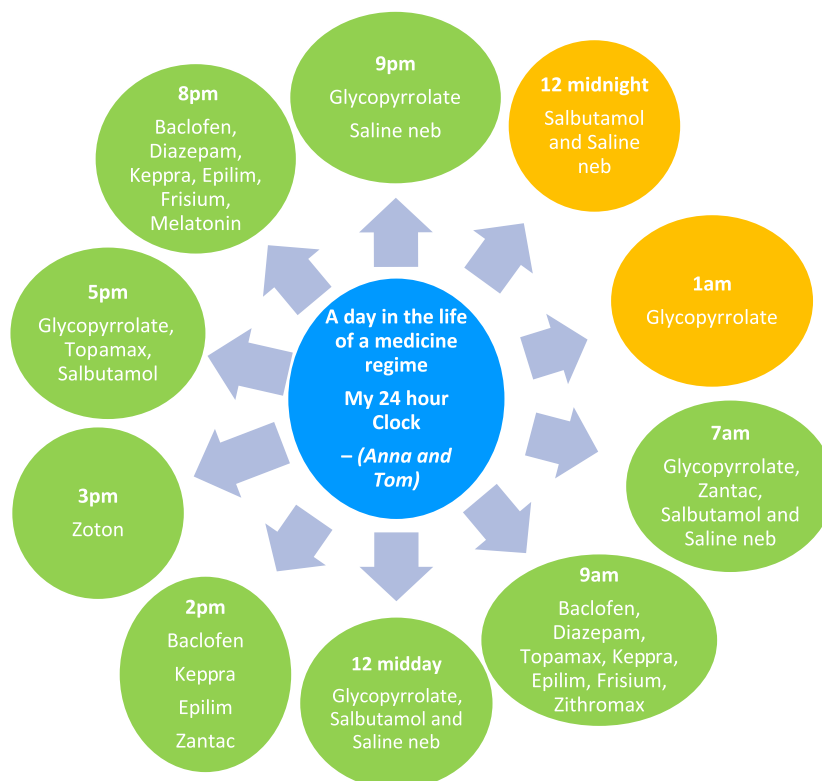 A day in the life
of a medicine
regime
My 24 hour
Clock
– (Anna and
Tom)
9pm
Glycopyrrolate
Saline neb
12 midnight
Salbutamol
and Saline
neb
1am
Glycopyrrolate
7am
Glycopyrrolate,
Zantac,
Salbutamol and
Saline neb
9am
Baclofen,
Diazepam,
Topamax, Keppra,
Epilim, Frisium,
Zithromax
12 midday
Glycopyrrolate,
Salbutamol and
Saline neb
2pm
Baclofen
Keppra
Epilim
Zantac
3pm
Zoton
5pm
Glycopyrrolate,
Topamax,
Salbutamol
8pm
Baclofen,
Diazepam,
Keppra, Epilim,
Frisium,
Melatonin